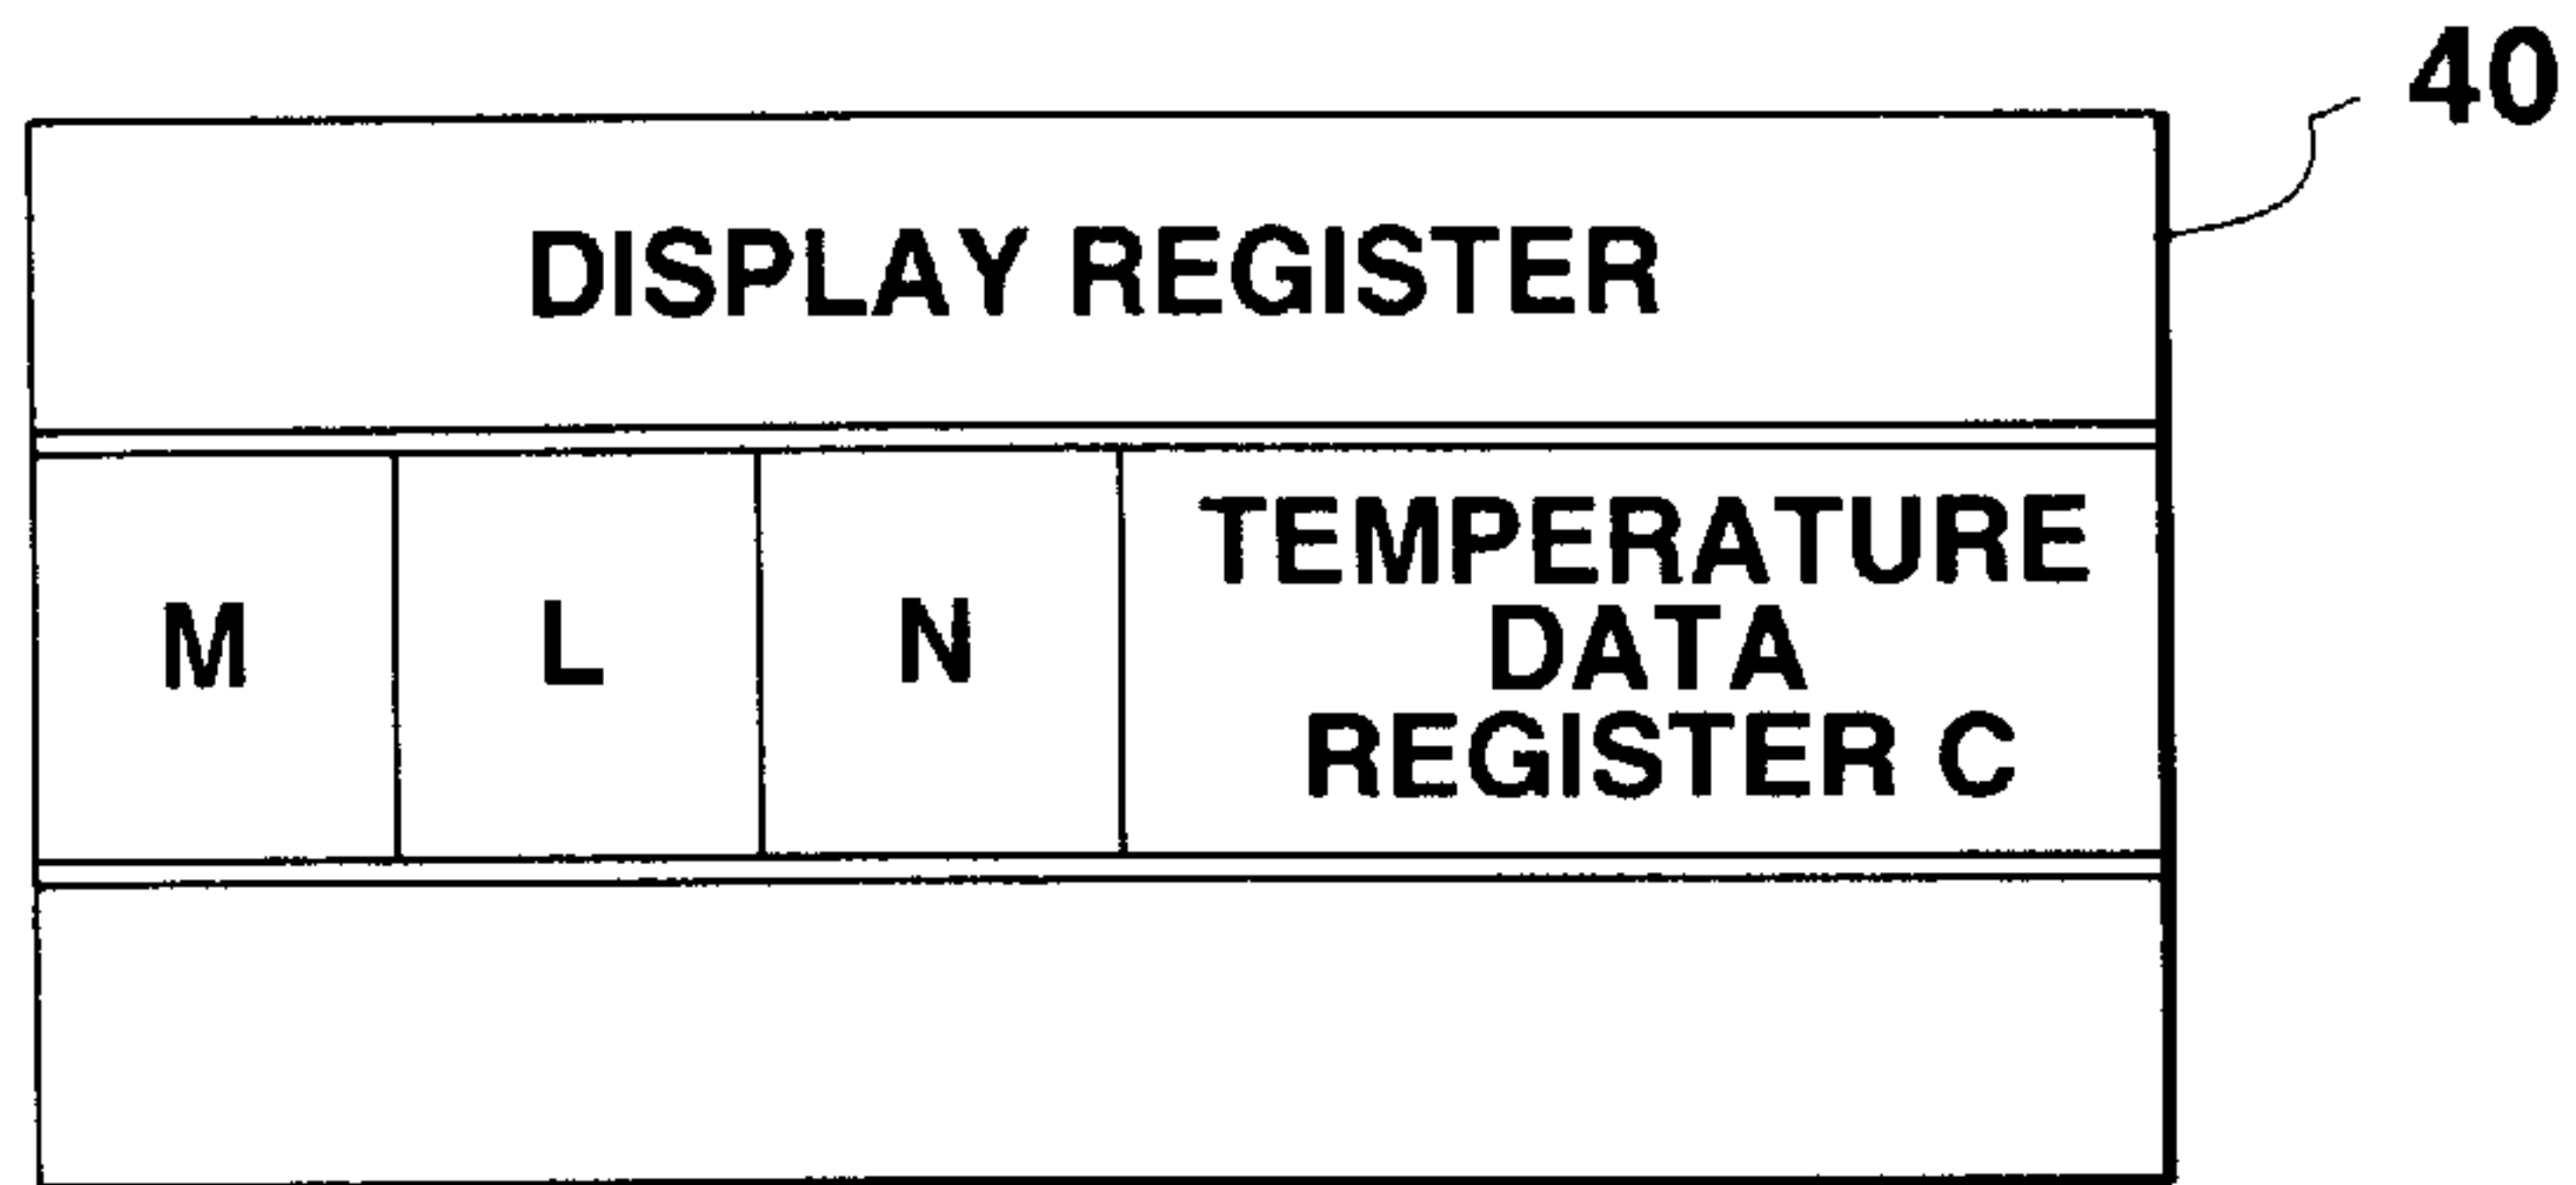 40
DISPLAY REGISTER
M L N
TEMPERATURE
DATA
REGISTER C